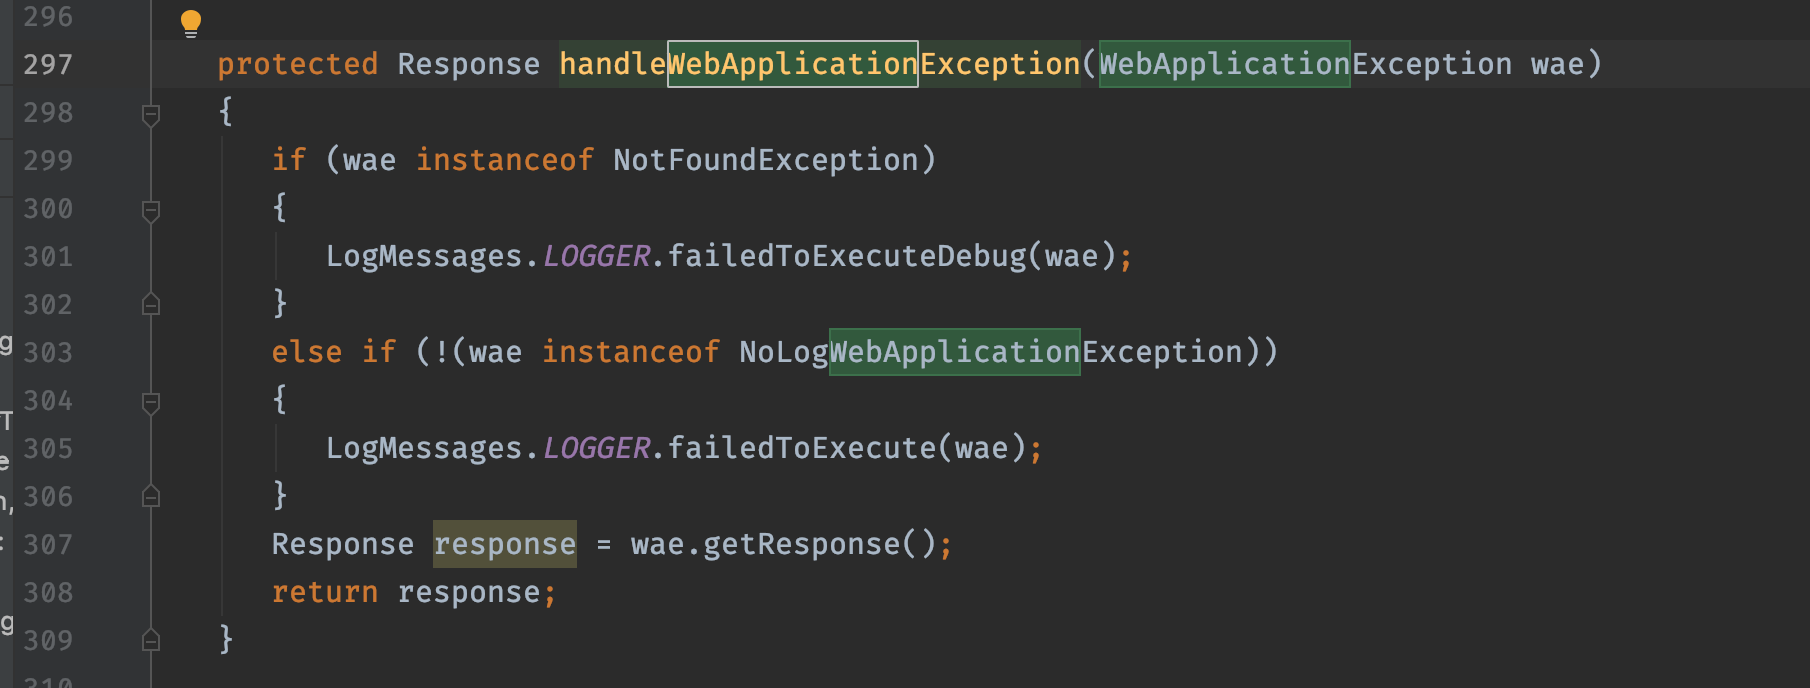 296
297 protected Response handleWebApplicationException(WebApplicationException wae)
298 {
299 if (wae instanceof NotFoundException)
300 {
301 LogMessages.LOGGER.failedToExecuteDebug(wae);
302 }
303 else if (!(wae instanceof NoLogWebApplicationException))
304 {
305 LogMessages.LOGGER.failedToExecute(wae);
306 }
307 Response response = wae.getResponse();
308 return response;
309 }
310